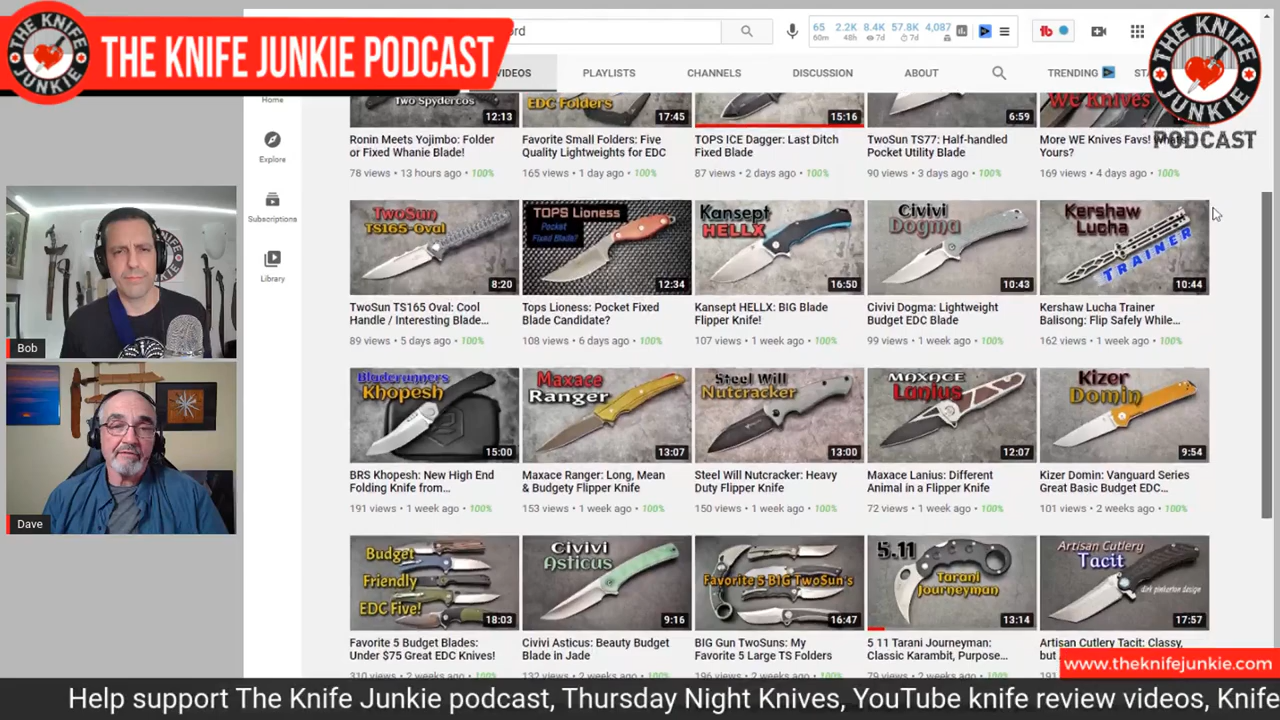 THE KNIFE JUNKIE
THE KNIFE JUNKIE PODCAST
ord
65 2.2K 8.4K 57.8K 4,087
60m 48h 7d 7d
tb
THE KNIFE
JUNKIE
PODCAST
VIDEOS
PLAYLISTS
CHANNELS
DISCUSSION
ABOUT
TRENDING
Home
Explore
Subscriptions
Library
Two Spydercos
12:13
Ronin Meets Yojimbo: Folder
or Fixed Whanie Blade!
78 views • 13 hours ago • 100%
EDC Folders
17:45
Favorite Small Folders: Five
Quality Lightweights for EDC
165 views • 1 day ago • 100%
15:16
TOPS ICE Dagger: Last Ditch
Fixed Blade
87 views • 2 days ago • 100%
6:59
TwoSun TS77: Half-handled
Pocket Utility Blade
90 views • 3 days ago • 100%
WE Knives
More WE Knives Favs! What's
Yours?
169 views • 4 days ago • 100%
TwoSun
TS165-Oval
8:20
TwoSun TS165 Oval: Cool
Handle / Interesting Blade...
89 views • 5 days ago • 100%
TOPS Lioness
Pocket
Fixed Blade?
12:34
Tops Lioness: Pocket Fixed
Blade Candidate?
108 views • 6 days ago • 100%
Kansept
HELLX
16:50
Kansept HELLX: BIG Blade
Flipper Knife!
107 views • 1 week ago • 100%
Civivi
Dogma
10:43
Civivi Dogma: Lightweight
Budget EDC Blade
99 views • 1 week ago • 100%
Kershaw
Lucha
TRAINER
10:44
Kershaw Lucha Trainer
Balisong: Flip Safely While...
162 views • 1 week ago • 100%
Bladerunners
Khopesh
15:00
BRS Khopesh: New High End
Folding Knife from...
191 views • 1 week ago • 100%
Maxace
Ranger
13:07
Maxace Ranger: Long, Mean
& Budgety Flipper Knife
153 views • 1 week ago • 100%
Steel Will
Nutcracker
13:00
Steel Will Nutcracker: Heavy
Duty Flipper Knife
150 views • 1 week ago • 100%
MAXACE
Lanius
12:07
Maxace Lanius: Different
Animal in a Flipper Knife
72 views • 1 week ago • 100%
Kizer
Domin
9:54
Kizer Domin: Vanguard Series
Great Basic Budget EDC...
101 views • 2 weeks ago • 100%
Budget
Friendly
EDC Five!
18:03
Favorite 5 Budget Blades:
Under $75 Great EDC Knives!
Civivi
Asticus
9:16
Civivi Asticus: Beauty Budget
Blade in Jade
Favorite 5 BIG TwoSun's
16:47
BIG Gun TwoSuns: My
Favorite 5 Large TS Folders
5.11
Tarani
Journeyman
13:14
5 11 Tarani Journeyman:
Classic Karambit, Purpose...
Artisan Cutlery
Tacit
dirk pinkerton design
17:57
Artisan Cutlery Tacit: Classy,
but
Bob
Dave
www.theknifejunkie.com
Help support The Knife Junkie podcast, Thursday Night Knives, YouTube knife review videos, Knife